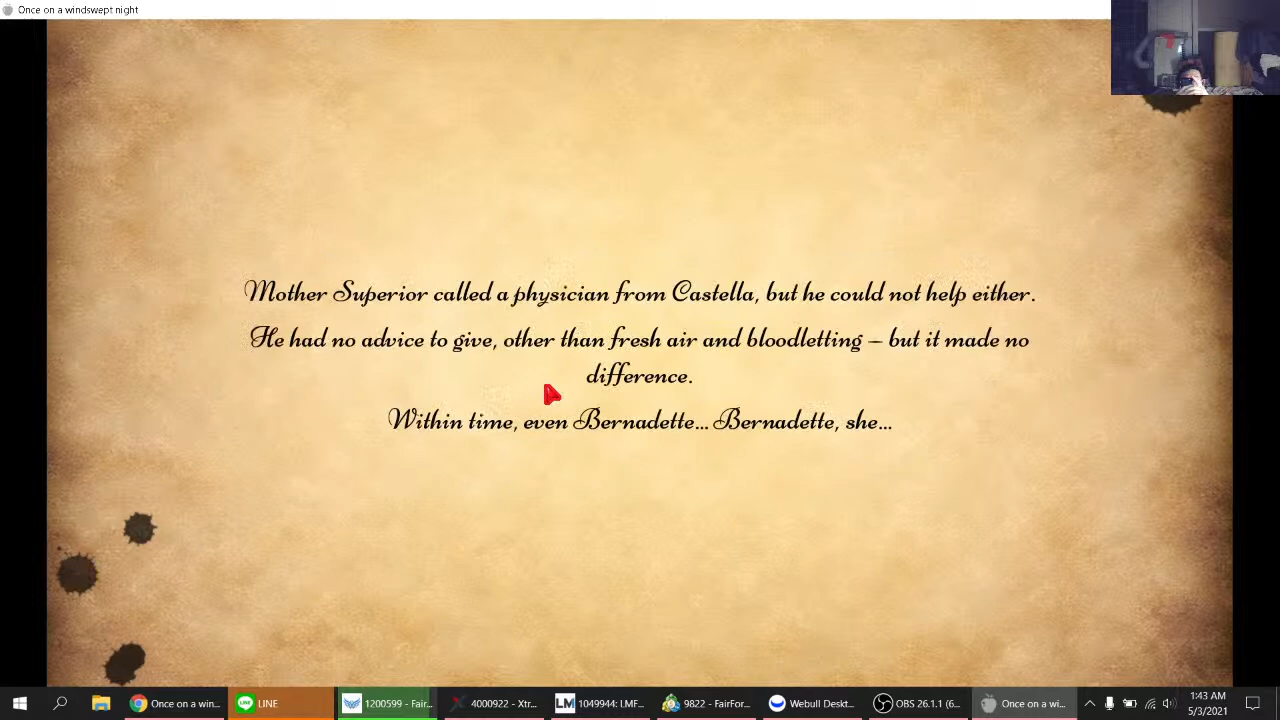 Once on a windswept night
Mother Superior called a physician from Castella, but he could not help either.
He had no advice to give, other than fresh air and bloodletting – but it made no
difference.
Within time, even Bernadette... Bernadette, she...
Once on a win...
LINE
1200599 - Fair...
4000922 - Xtr...
LM
1049944: LMF...
9822 - FairFor...
Webull Deskt...
OBS 26.1.1 (6...
Once on a wi...
1:43 AM
5/3/2021